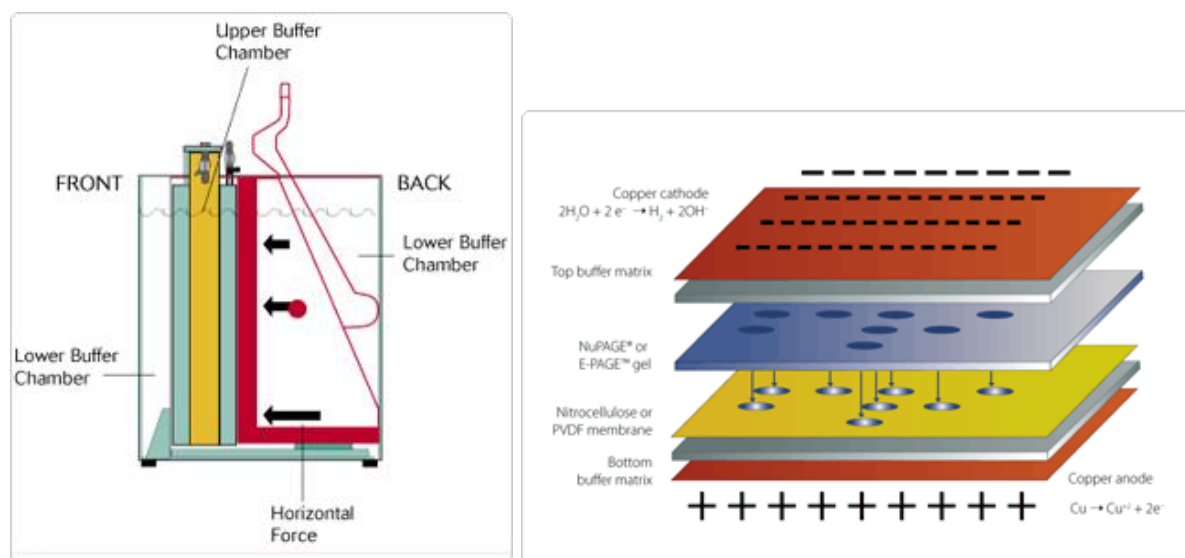 Upper Buffer
Chamber
FRONT
BACK
Lower Buffer
Chamber
Lower Buffer
Chamber
Horizontal
Force
Copper cathode
2H₂O + 2 e⁻ → H₂ + 2OH⁻
Top buffer matrix
NuPAGE® or
E-PAGE™ gel
Nitrocellulose or
PVDF membrane
Bottom
buffer matrix
Copper anode
Cu → Cu⁺² + 2e⁻